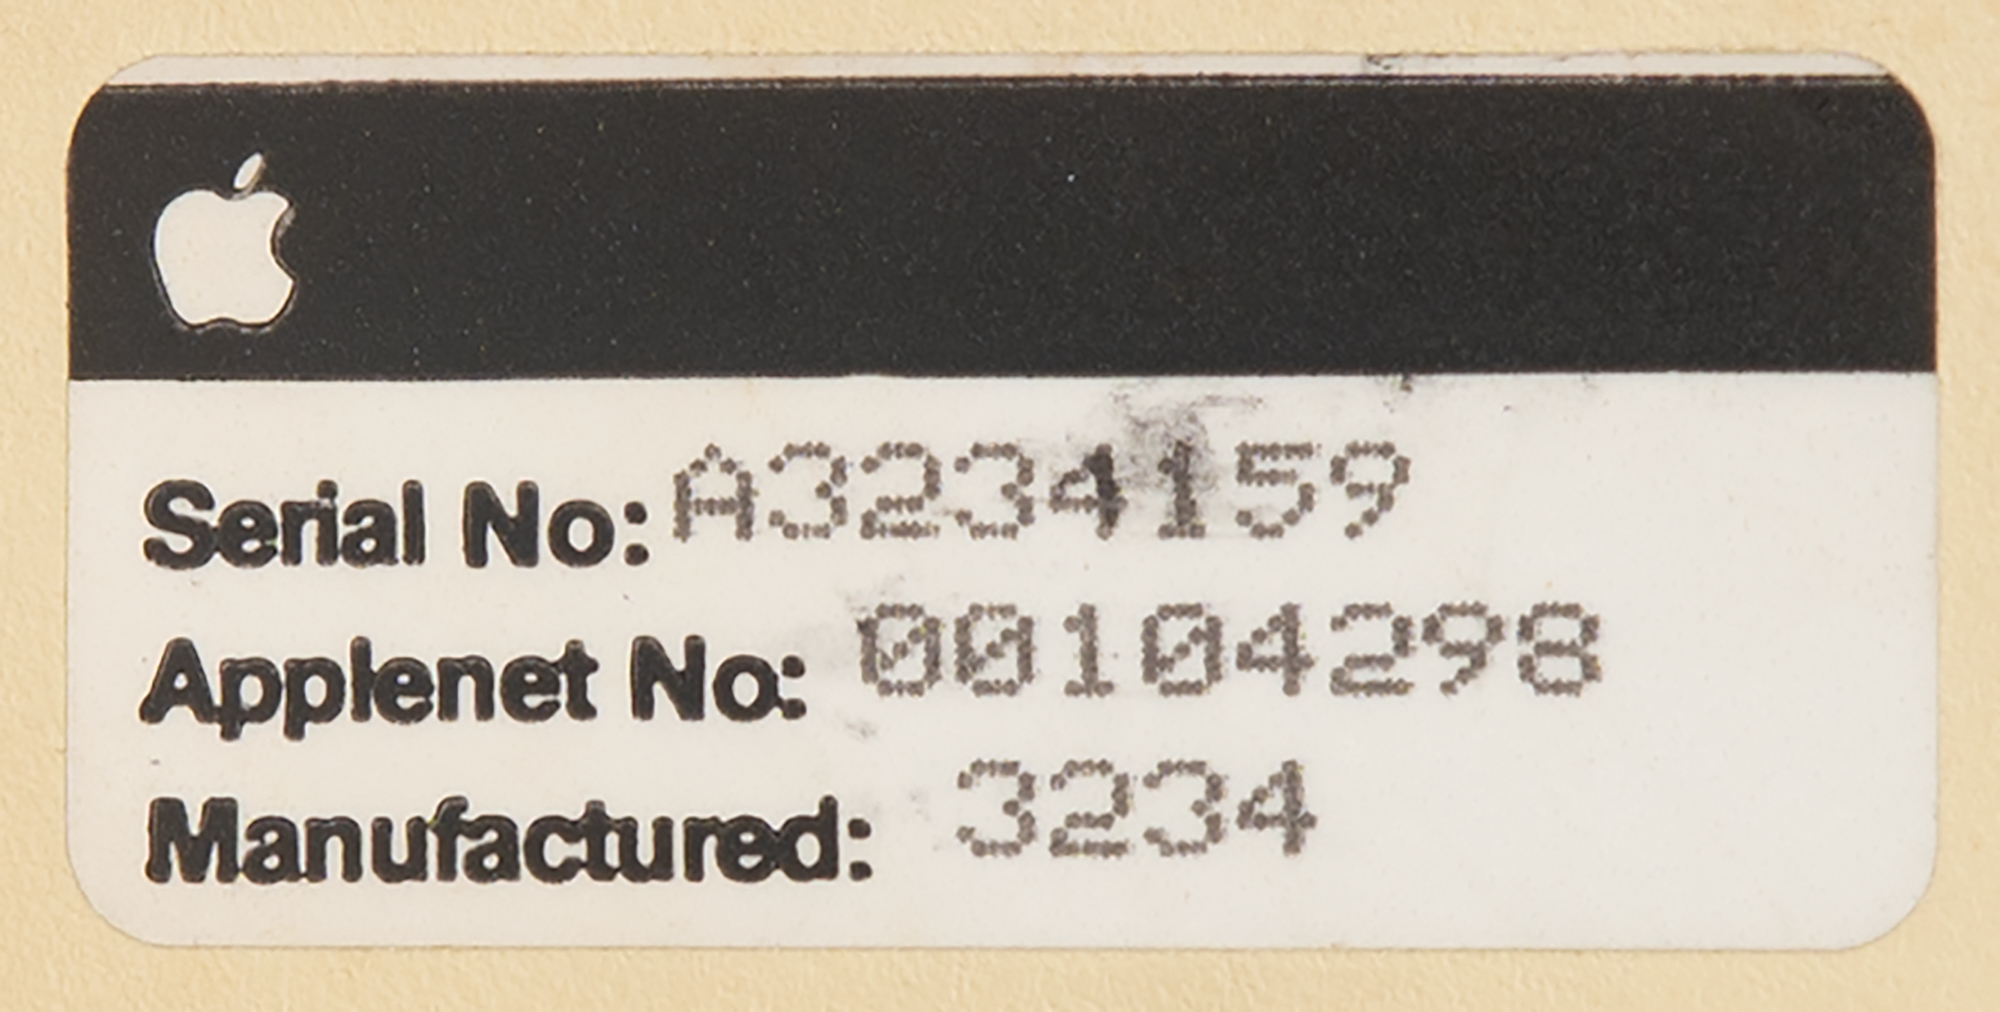 Serial No: A3234159
Applenet No: 00104298
Manufactured: 3234